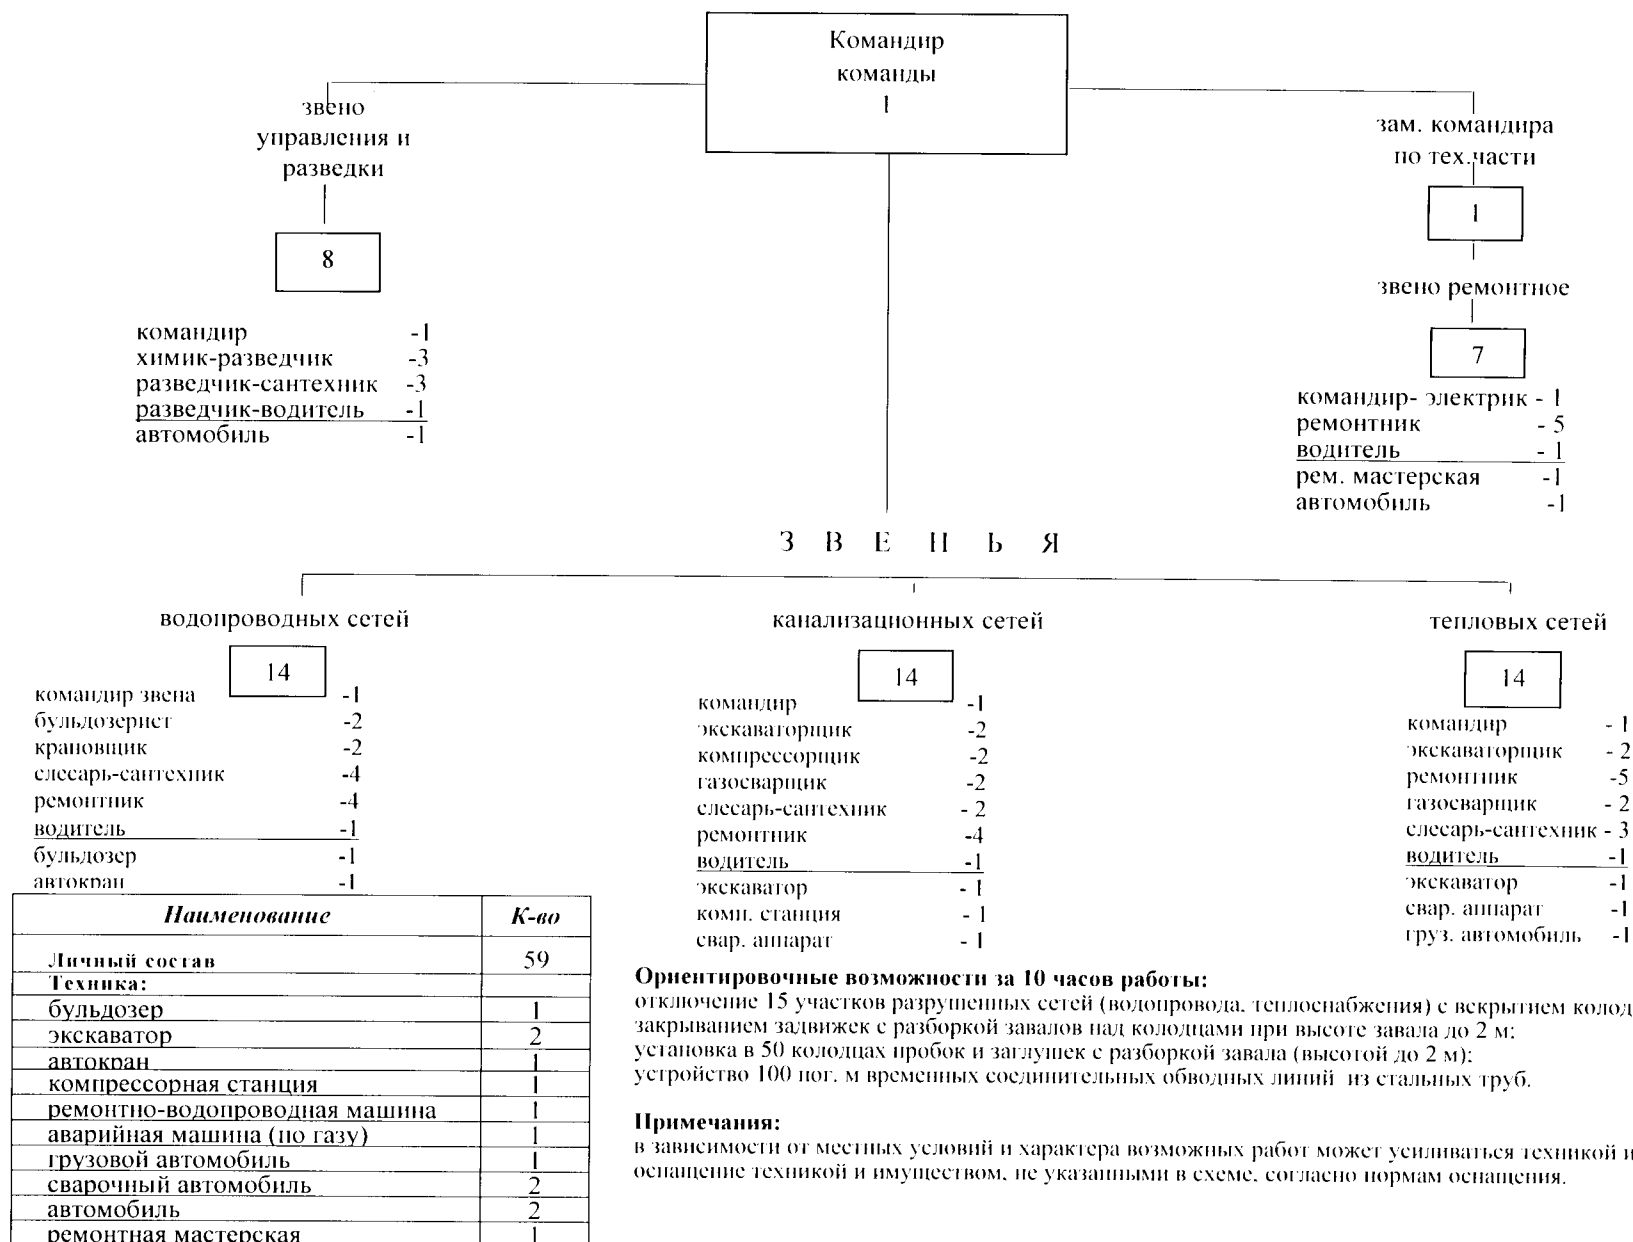 Командир
команды
1
звено
управления и
разведки
8
командир -1
химик-разведчик -3
разведчик-сантехник -3
разведчик-водитель -1
автомобиль -1
зам. командира
по тех.части
1
звено ремонтное
7
командир- электрик - 1
ремонтник - 5
водитель - 1
рем. мастерская -1
автомобиль -1
З В Е Н Ь Я
водопроводных сетей
14
командир звена -1
бульдозерист -2
крановщик -2
слесарь-сантехник -4
ремонтник -4
водитель -1
бульдозер -1
автокран -1
канализационных сетей
14
командир -1
экскаваторщик -2
компрессорщик -2
газосварщик -2
слесарь-сантехник - 2
ремонтник -4
водитель -1
экскаватор - 1
комп. станция - 1
свар. аппарат - 1
тепловых сетей
14
командир - 1
экскаваторщик - 2
ремонтник -5
газосварщик - 2
слесарь-сантехник - 3
водитель -1
экскаватор -1
свар. аппарат -1
груз. автомобиль -1
Наименование К-во
Личный состав 59
Техника:
бульдозер 1
экскаватор 2
автокран 1
компрессорная станция 1
ремонтно-водопроводная машина 1
аварийная машина (по газу) 1
грузовой автомобиль 1
сварочный автомобиль 2
автомобиль 2
ремонтная мастерская 1
Ориентировочные возможности за 10 часов работы:
отключение 15 участков разрушенных сетей (водопровода, теплоснабжения) с вскрытием колод
закрыванием задвижек с разборкой завалов над колодцами при высоте завала до 2 м;
установка в 50 колодцах пробок и заглушек с разборкой завала (высотой до 2 м);
устройство 100 пог. м временных соединительных обводных линий из стальных труб.
Примечания:
в зависимости от местных условий и характера возможных работ может усиливаться техникой и
оснащение техникой и имуществом, не указанными в схеме, согласно нормам оснащения.